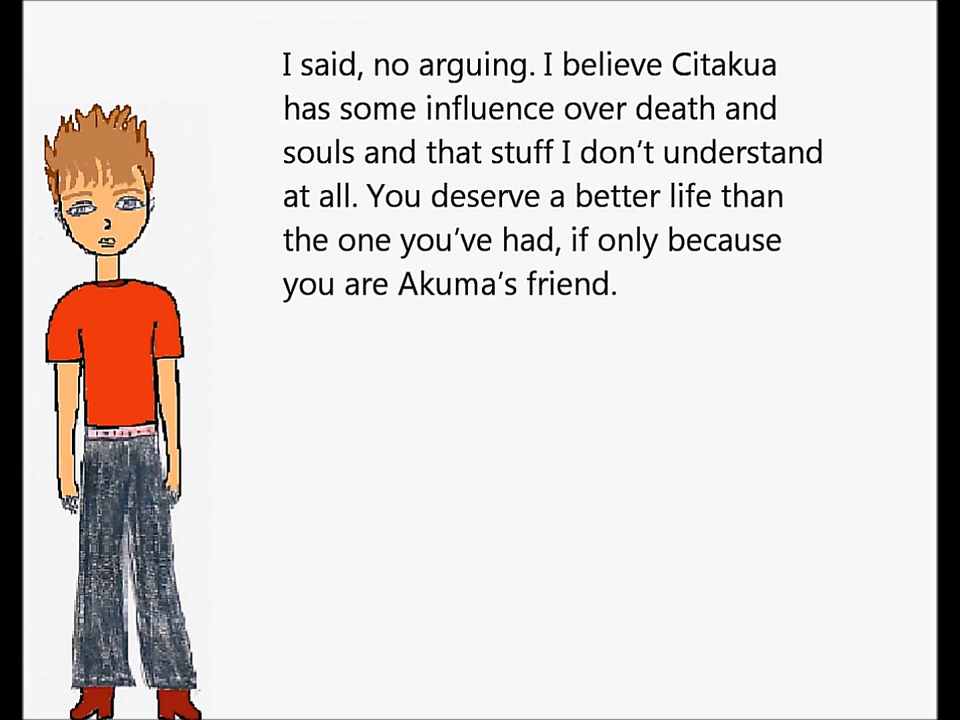 I said, no arguing. I believe Citakua
has some influence over death and
souls and that stuff I don’t understand
at all. You deserve a better life than
the one you’ve had, if only because
you are Akuma’s friend.